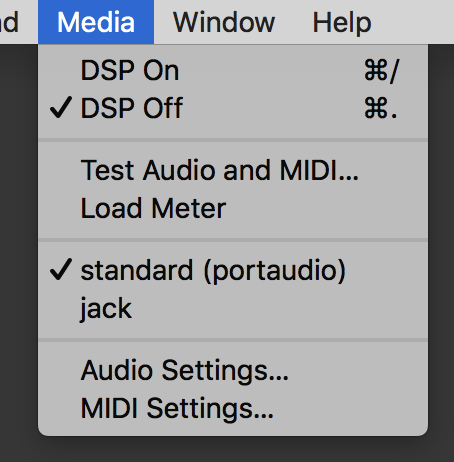 nd Media Window Help
DSP On ⌘/
✓ DSP Off ⌘.
Test Audio and MIDI...
Load Meter
✓ standard (portaudio)
jack
Audio Settings...
MIDI Settings...